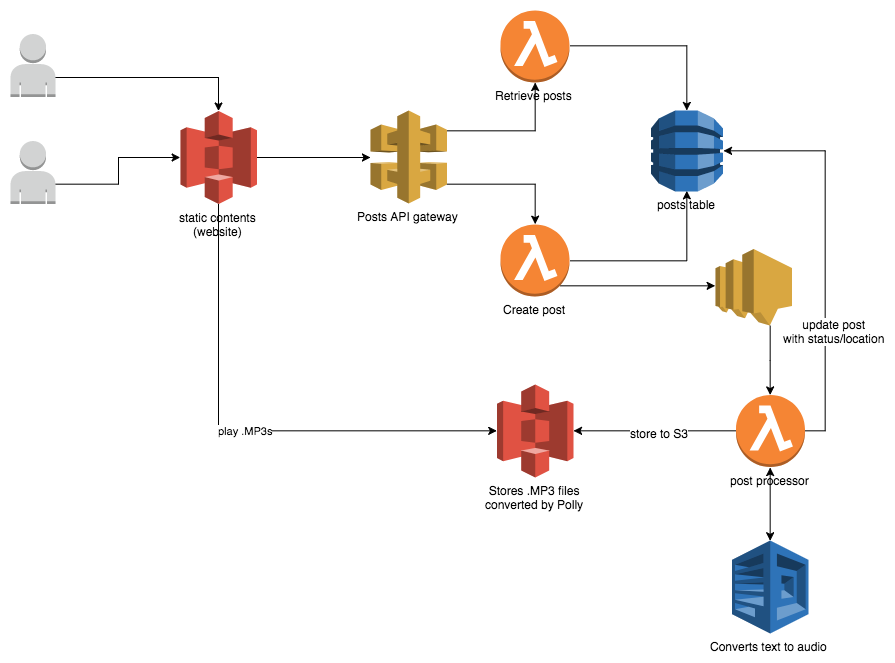 Retrieve posts
static contents
(website)
Posts API gateway
posts table
Create post
update post
with status/location
play .MP3s
store to S3
Stores .MP3 files
converted by Polly
post processor
Converts text to audio